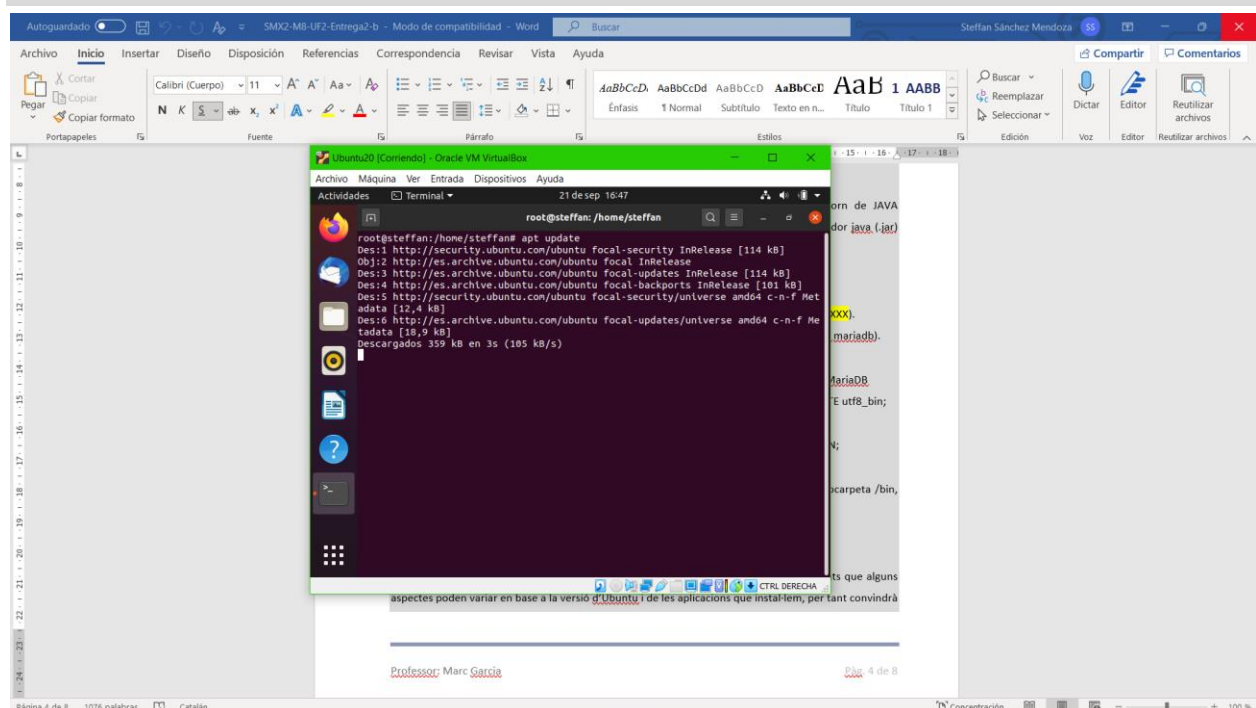 Autoguardado
SMX2-M8-UF2-Entrega2-b - Modo de compatibilidad - Word
Buscar
Steffan Sánchez Mendoza
SS
Archivo Inicio Insertar Diseño Disposición Referencias Correspondencia Revisar Vista Ayuda
Compartir
Comentarios
Pegar
Cortar
Copiar
Copiar formato
Portapapeles
Calibri (Cuerpo) 11
N K S ab x, x² A A
Fuente
Párrafo
AaBbCcD AaBbCcDd AaBbCcD AaBbCcD AaB 1 AABB
Énfasis ¶ Normal Subtítulo Texto en n... Título Título 1
Estilos
Buscar
Reemplazar
Seleccionar
Edición
Dictar
Voz
Editor
Editor
Reutilizar
archivos
Reutilizar archivos
Ubuntu20 [Corriendo] - Oracle VM VirtualBox
Archivo Máquina Ver Entrada Dispositivos Ayuda
Actividades Terminal 21 de sep 16:47
root@steffan: /home/steffan
root@steffan:/home/steffan# apt update
Des:1 http://security.ubuntu.com/ubuntu focal-security InRelease [114 kB]
Obj:2 http://es.archive.ubuntu.com/ubuntu focal InRelease
Des:3 http://es.archive.ubuntu.com/ubuntu focal-updates InRelease [114 kB]
Des:4 http://es.archive.ubuntu.com/ubuntu focal-backports InRelease [101 kB]
Des:5 http://security.ubuntu.com/ubuntu focal-security/universe amd64 c-n-f Met
adata [12,4 kB]
Des:6 http://es.archive.ubuntu.com/ubuntu focal-updates/universe amd64 c-n-f Me
tadata [18,9 kB]
Descargados 359 kB en 3s (105 kB/s)
CTRL DERECHA
orn de JAVA
dor java (.jar)
XXX).
mariadb).
MariaDB
TE utf8_bin;
N;
ocarpeta /bin,
ts que alguns
aspectes poden variar en base a la versió d'Ubuntu i de les aplicacions que instal·lem, per tant convindrà
Professor: Marc Garcia
Pàg. 4 de 8
Página 4 de 8 1076 palabras Catalán
Concentración
100 %